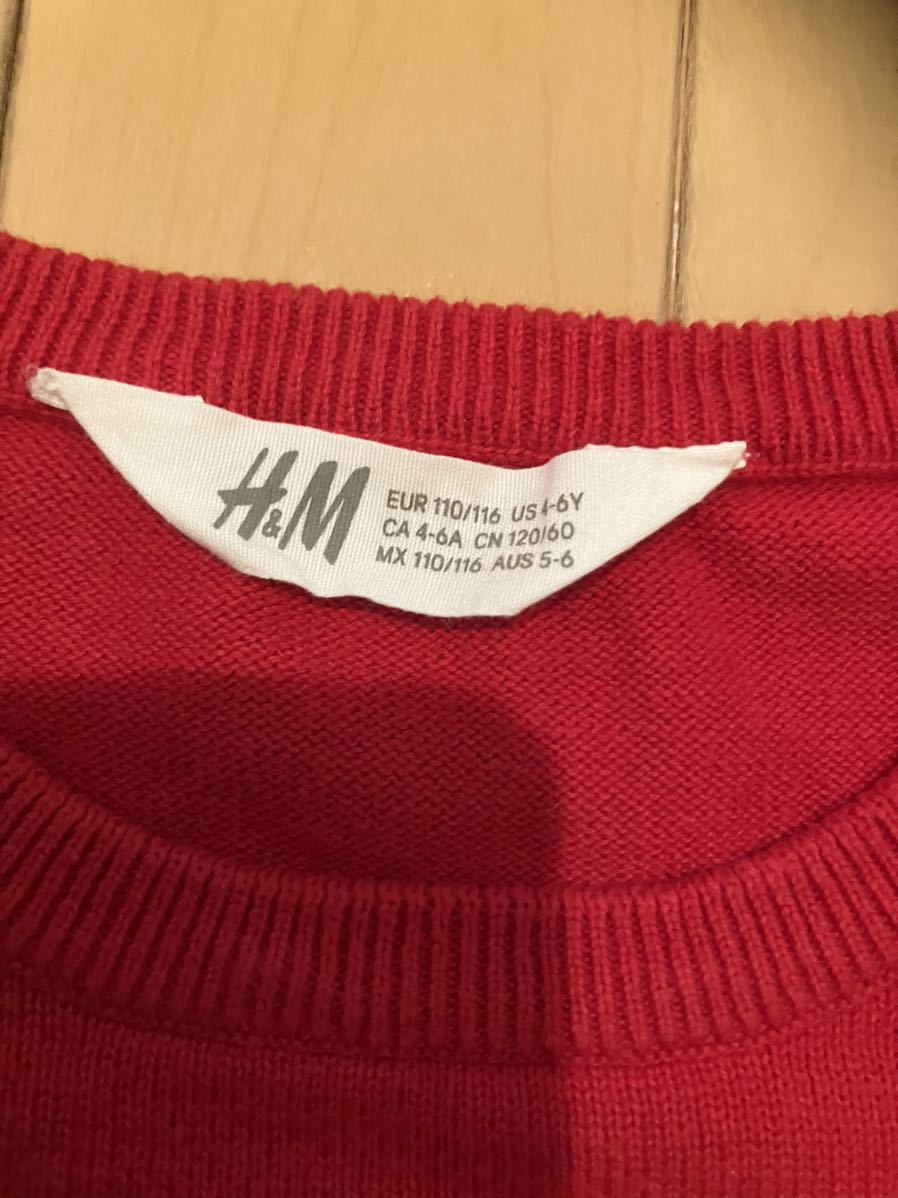 H&M
EUR 110/116 US 4-6Y
CA 4-6A CN 120/60
MX 110/116 AUS 5-6